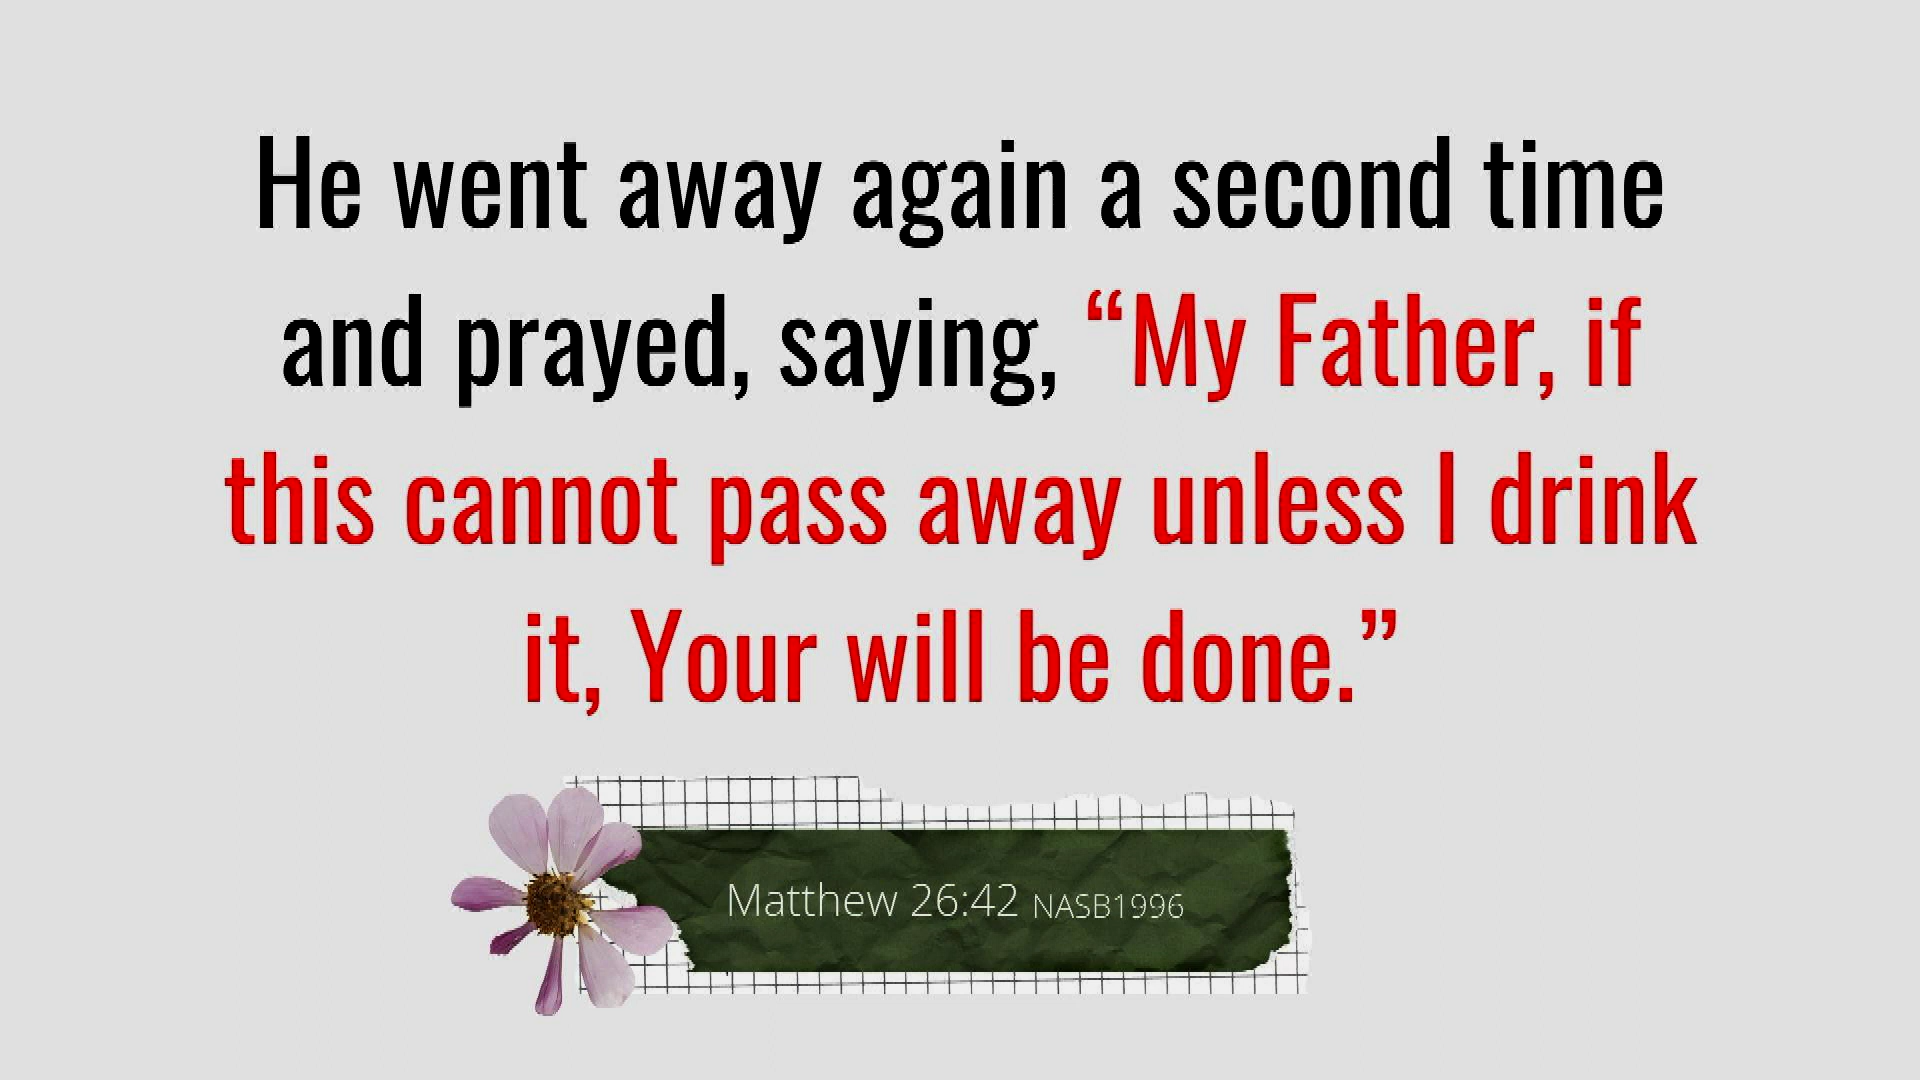 He went away again a second time
and prayed, saying, “My Father, if
this cannot pass away unless I drink
it, Your will be done.”
Matthew 26:42 NASB1996